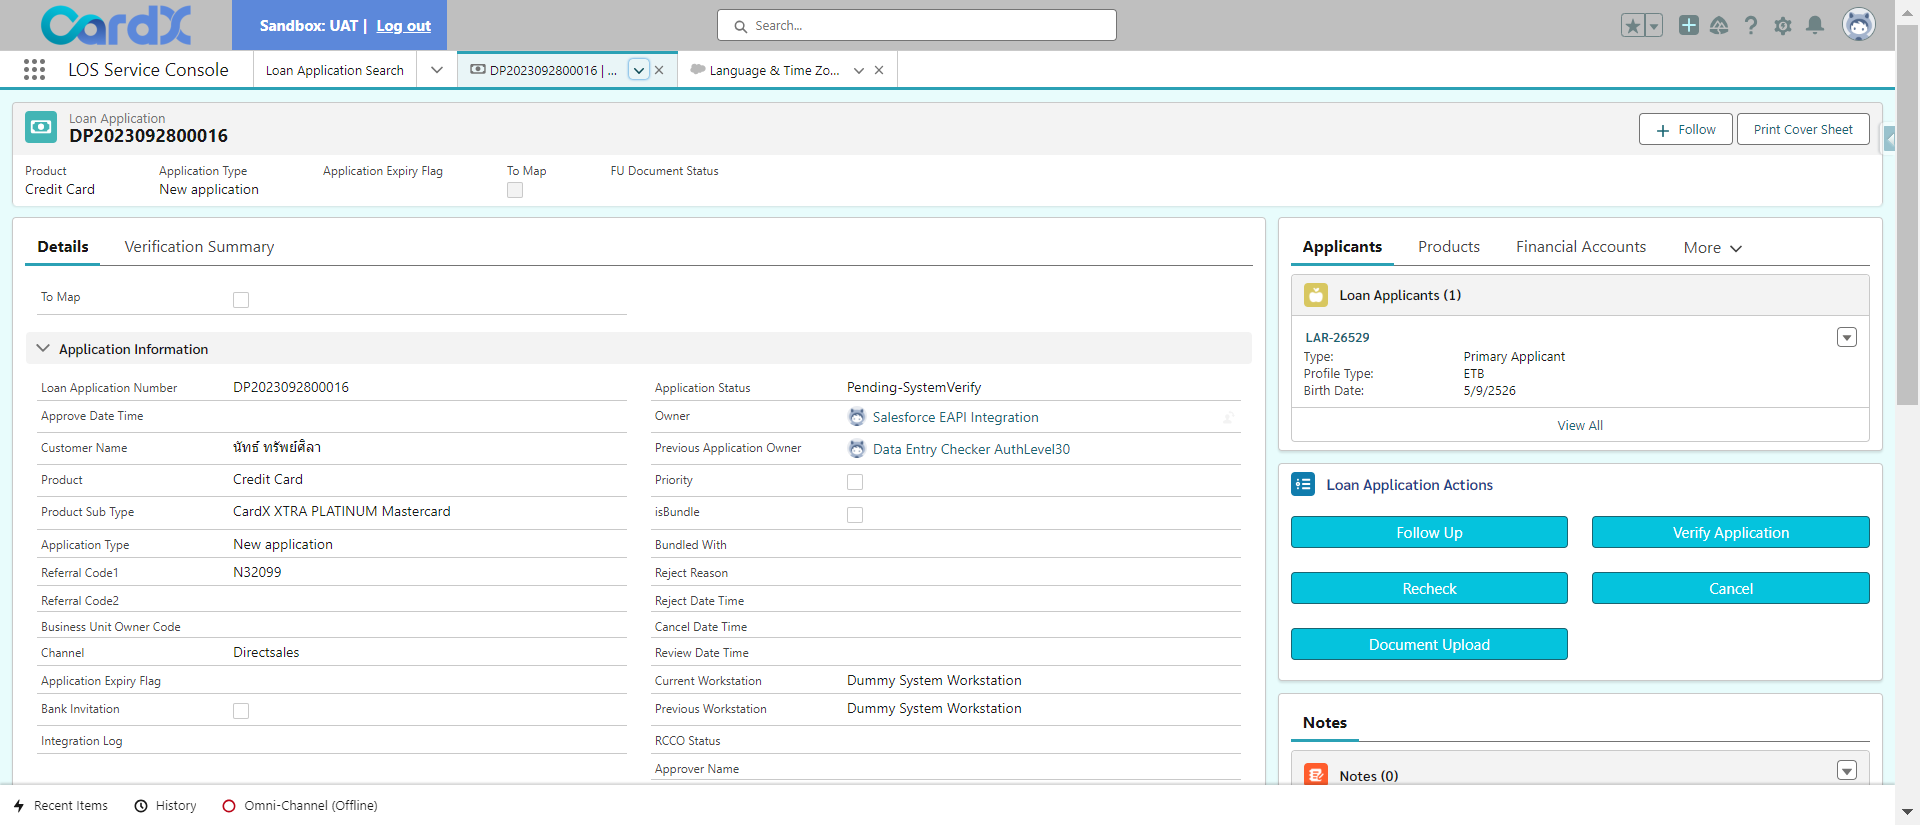 CardX
Sandbox: UAT | Log out
Search...
LOS Service Console
Loan Application Search
DP2023092800016 | ...
Language & Time Zo...
Loan Application
DP2023092800016
Follow
Print Cover Sheet
Product
Application Type
Application Expiry Flag
To Map
FU Document Status
Credit Card
New application
Details
Verification Summary
To Map
Application Information
Loan Application Number
DP2023092800016
Approve Date Time
Customer Name
นัทธ์ ทรัพย์ศิลา
Product
Credit Card
Product Sub Type
CardX XTRA PLATINUM Mastercard
Application Type
New application
Referral Code1
N32099
Referral Code2
Business Unit Owner Code
Channel
Directsales
Application Expiry Flag
Bank Invitation
Integration Log
Application Status
Pending-SystemVerify
Owner
Salesforce EAPI Integration
Previous Application Owner
Data Entry Checker AuthLevel30
Priority
isBundle
Bundled With
Reject Reason
Reject Date Time
Cancel Date Time
Review Date Time
Current Workstation
Dummy System Workstation
Previous Workstation
Dummy System Workstation
RCCO Status
Approver Name
Applicants
Products
Financial Accounts
More
Loan Applicants (1)
LAR-26529
Type:
Primary Applicant
Profile Type:
ETB
Birth Date:
5/9/2526
View All
Loan Application Actions
Follow Up
Verify Application
Recheck
Cancel
Document Upload
Notes
Notes (0)
Recent Items
History
Omni-Channel (Offline)